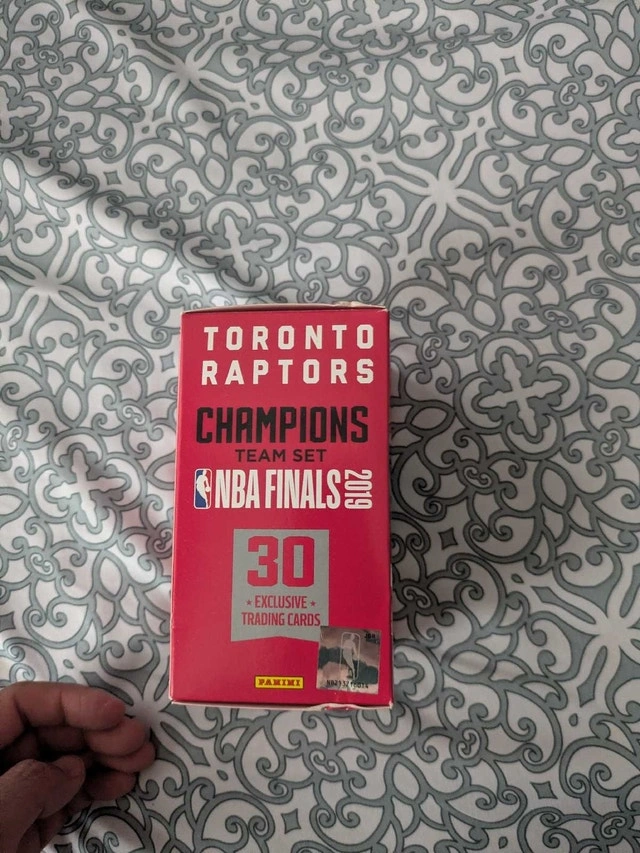 TORONTO
RAPTORS
CHAMPIONS
TEAM SET
NBA FINALS 2019
30
★ EXCLUSIVE ★
TRADING CARDS
PANINI